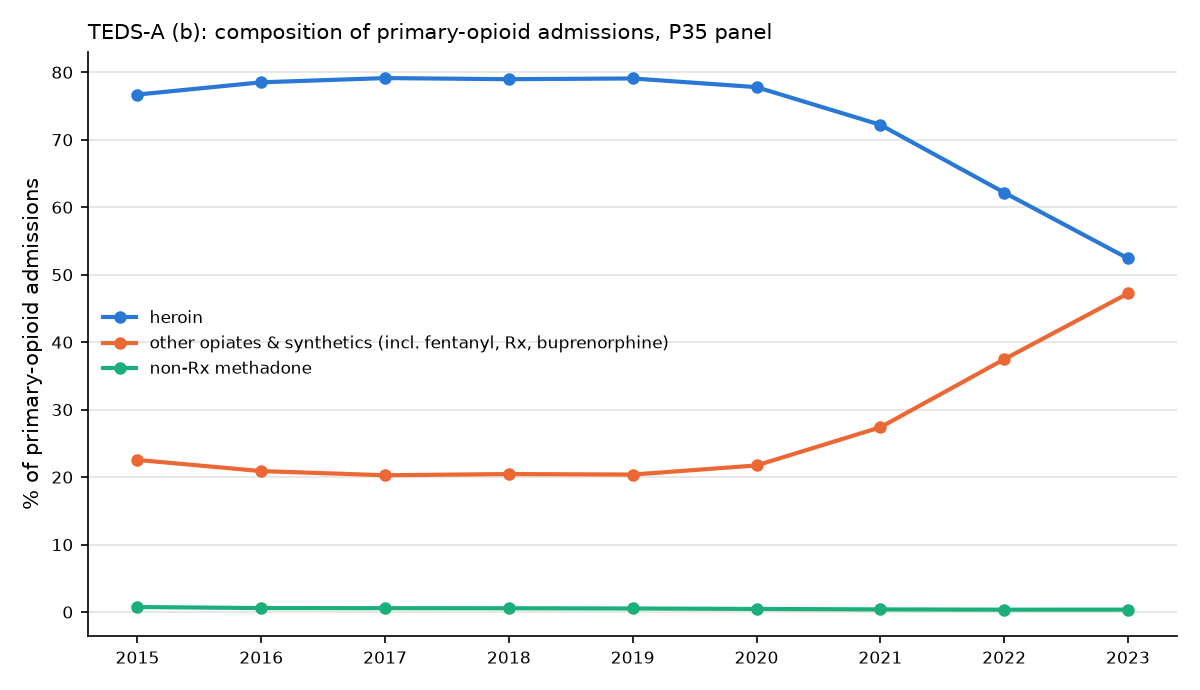 TEDS-A (b): composition of primary-opioid admissions, P35 panel
% of primary-opioid admissions
80
70
60
50
40
30
20
10
0
heroin
other opiates & synthetics (incl. fentanyl, Rx, buprenorphine)
non-Rx methadone
2015 2016 2017 2018 2019 2020 2021 2022 2023